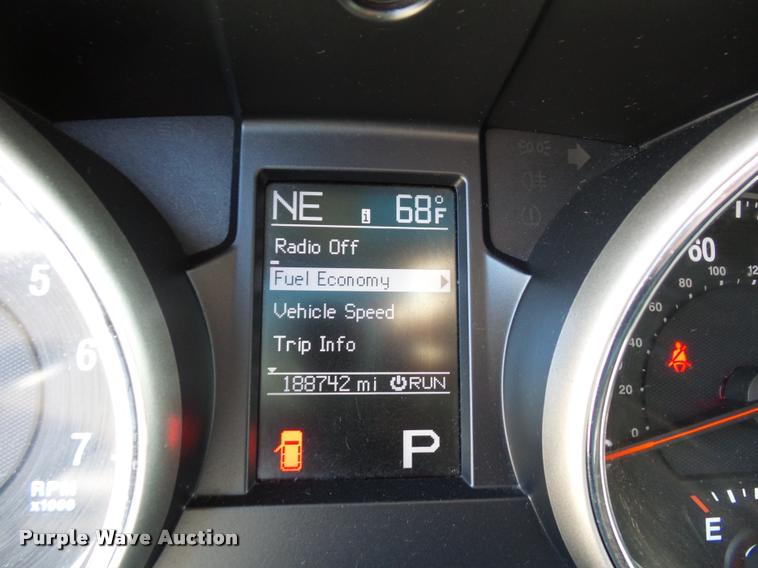 NE i 68°F
Radio Off
Fuel Economy
Vehicle Speed
Trip Info
188742 mi RUN
P
5
6
7
RPM
x1000
60
80 100
60
40
20
0
E
Purple Wave Auction®